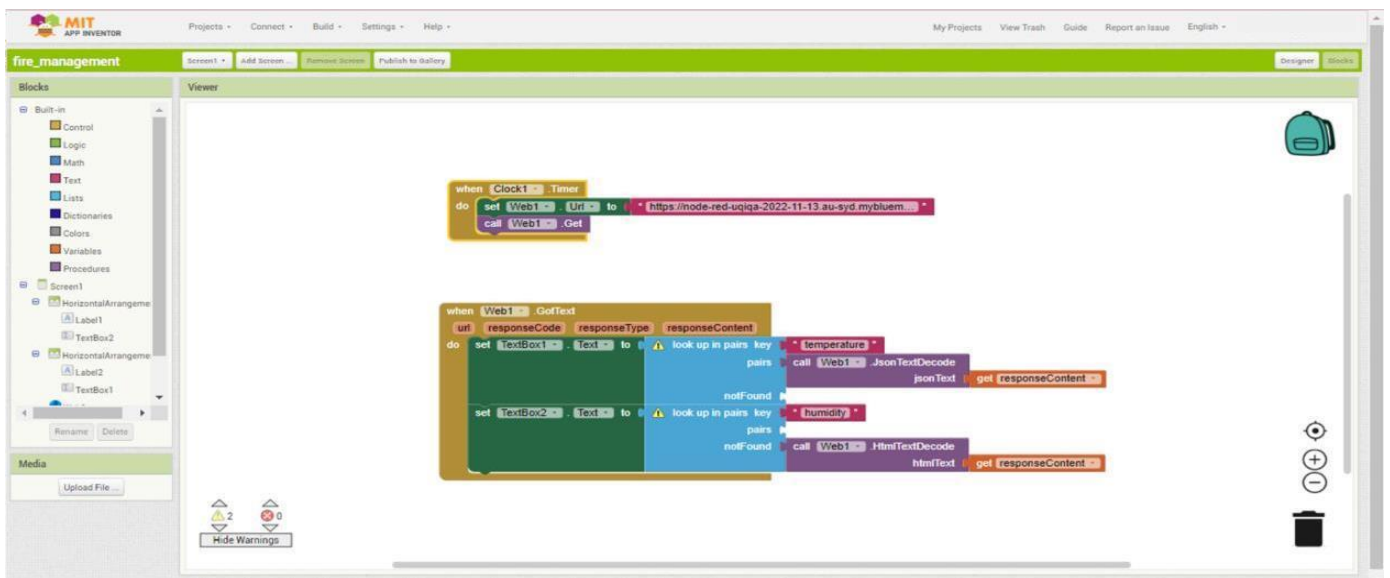 MIT
APP INVENTOR
Projects Connect Build Settings Help My Projects View Trash Guide Report an Issue English
fire_management Screen1 Add Screen ... Remove Screen Publish to Gallery Designer Blocks
Blocks
Viewer
Built-in
Control
Logic
Math
Text
Lists
Dictionaries
Colors
Variables
Procedures
Screen1
HorizontalArrangeme
Label1
TextBox2
HorizontalArrangeme
Label2
TextBox1
Rename Delete
Media
Upload File ...
when Clock1 .Timer
do set Web1 . Url to " https://node-red-uqiqa-2022-11-13.au-syd.mybluem... "
call Web1 .Get
when Web1 .GotText
url responseCode responseType responseContent
do set TextBox1 . Text to look up in pairs key " temperature "
pairs call Web1 .JsonTextDecode
jsonText get responseContent
notFound
set TextBox2 . Text to look up in pairs key " humidity "
pairs
notFound call Web1 .HtmlTextDecode
htmlText get responseContent
2 0
Hide Warnings